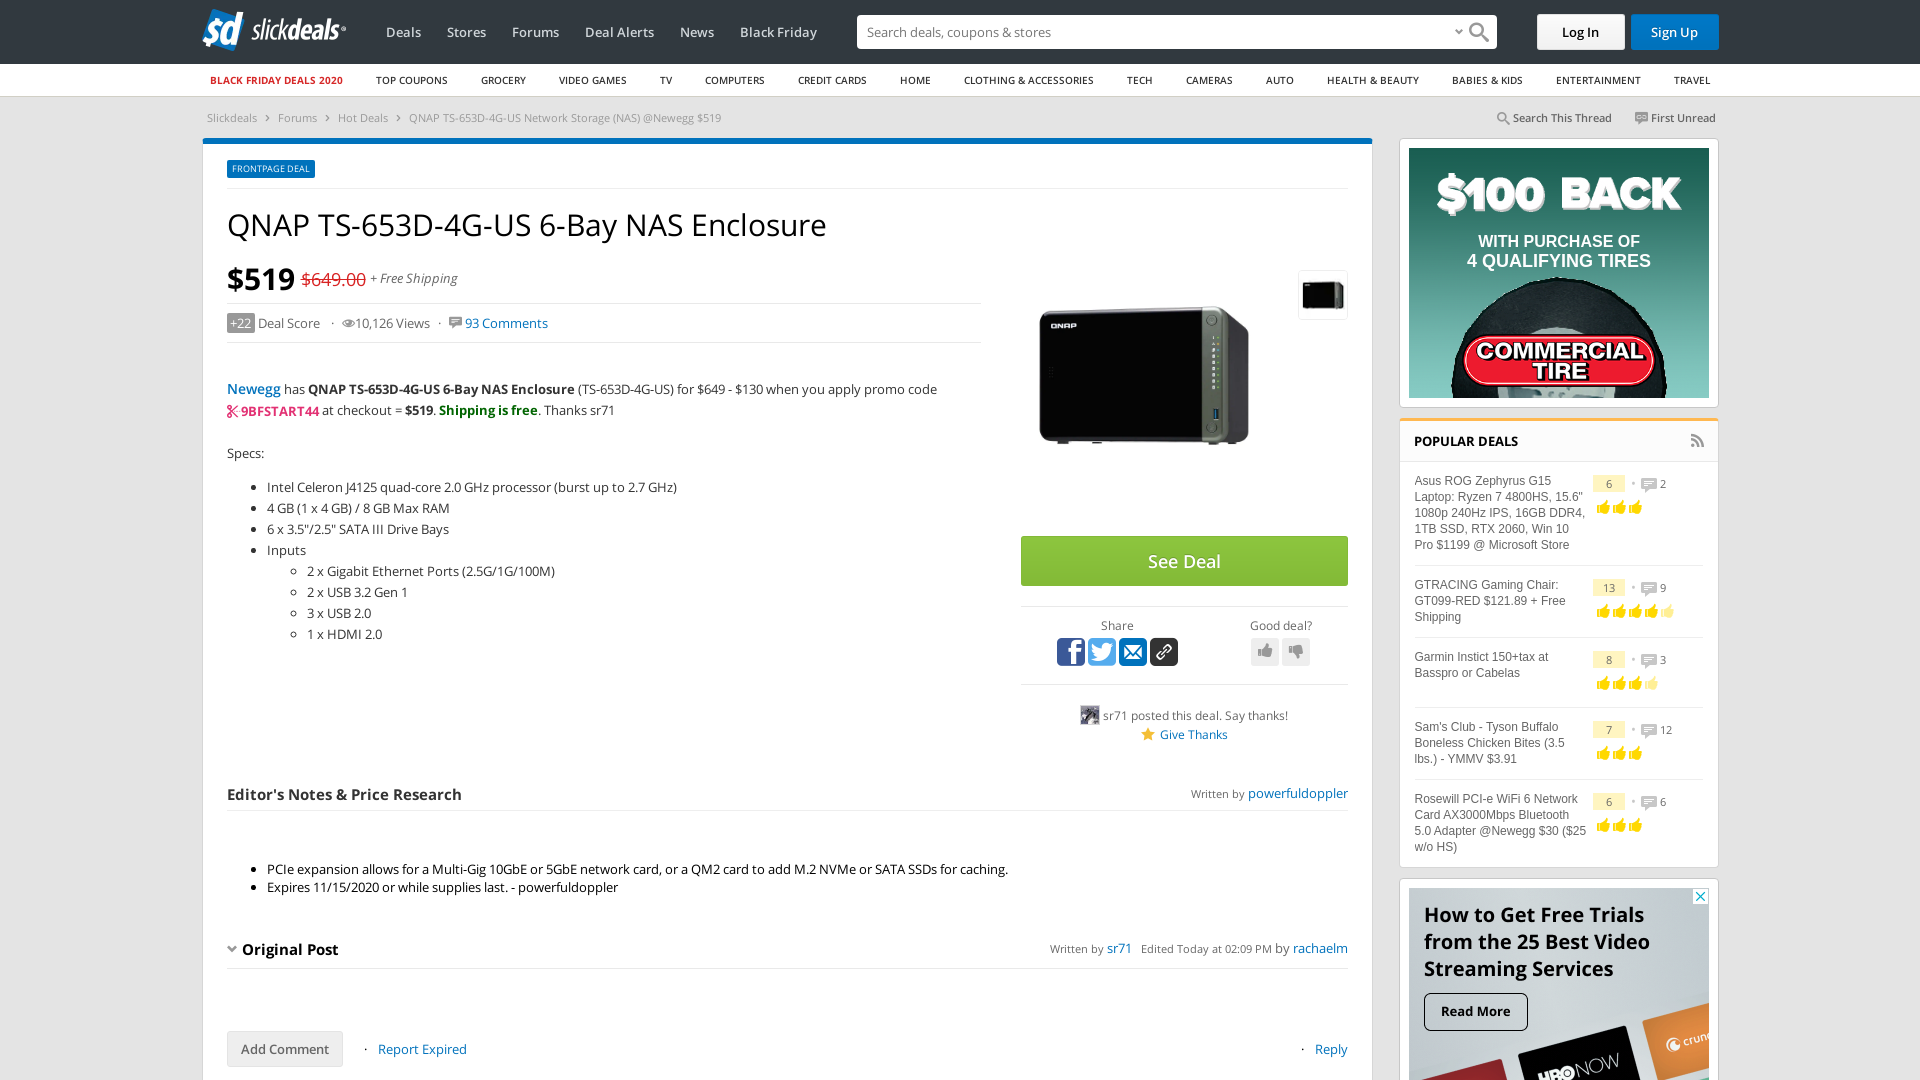 slickdeals
Deals Stores Forums Deal Alerts News Black Friday
Search deals, coupons & shopping
Log In
Sign Up
BLACK FRIDAY DEALS 2020 TOP COUPONS GROCERY VIDEO GAMES TV COMPUTERS CREDIT CARDS HOME CLOTHING & ACCESSORIES TECH CAMERAS AUTO HEALTH & BEAUTY BABIES & KIDS ENTERTAINMENT TRAVEL
Slickdeals › Forums › Hot Deals › QNAP TS-653D-4G-US Network Storage (NAS) @Newegg $519
Search This Thread First Unread
FRONTPAGE DEAL
QNAP TS-653D-4G-US 6-Bay NAS Enclosure
$519 $649.00 + Free Shipping
+22 Deal Score · 10,126 Views · 93 Comments
Newegg has QNAP TS-653D-4G-US 6-Bay NAS Enclosure (TS-653D-4G-US) for $649 - $130 when you apply promo code
9BFSTART44 at checkout = $519. Shipping is free. Thanks sr71
Specs:
• Intel Celeron J4125 quad-core 2.0 GHz processor (burst up to 2.7 GHz)
• 4 GB (1 x 4 GB) / 8 GB Max RAM
• 6 x 3.5"/2.5" SATA III Drive Bays
• Inputs
◦ 2 x Gigabit Ethernet Ports (2.5G/1G/100M)
◦ 2 x USB 3.2 Gen 1
◦ 3 x USB 2.0
◦ 1 x HDMI 2.0
QNAP
See Deal
Share
Good deal?
sr71 posted this deal. Say thanks!
Give Thanks
Editor's Notes & Price Research
Written by powerfuldoppler
• PCIe expansion allows for a Multi-Gig 10GbE or 5GbE network card, or a QM2 card to add M.2 NVMe or SATA SSDs for caching.
• Expires 11/15/2020 or while supplies last. - powerfuldoppler
Original Post
Written by sr71 Edited Today at 02:09 PM by rachaelm
Add Comment · Report Expired
· Reply
$100 BACK
WITH PURCHASE OF
4 QUALIFYING TIRES
COMMERCIAL
TIRE
POPULAR DEALS
Asus ROG Zephyrus G15
Laptop: Ryzen 7 4800HS, 15.6"
1080p 240Hz IPS, 16GB DDR4,
1TB SSD, RTX 2060, Win 10
Pro $1199 @ Microsoft Store
6 • 2
GTRACING Gaming Chair:
GT099-RED $121.89 + Free
Shipping
13 • 9
Garmin Instict 150+tax at
Basspro or Cabelas
8 • 3
Sam's Club - Tyson Buffalo
Boneless Chicken Bites (3.5
lbs.) - YMMV $3.91
7 • 12
Rosewill PCI-e WiFi 6 Network
Card AX3000Mbps Bluetooth
5.0 Adapter @Newegg $30 ($25
w/o HS)
6 • 6
How to Get Free Trials
from the 25 Best Video
Streaming Services
Read More
HBO NOW